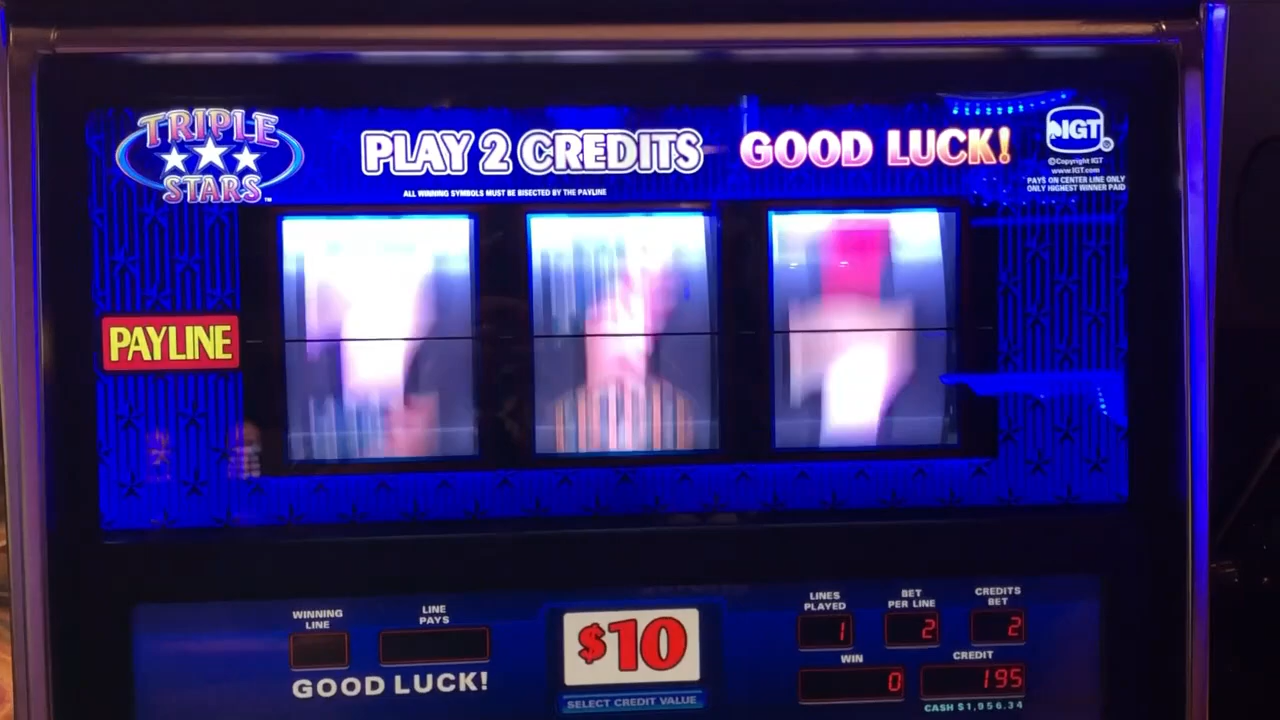 TRIPLE
STARS™
PLAY 2 CREDITS
GOOD LUCK!
IGT®
©Copyright IGT
www.IGT.com
PAYS ON CENTER LINE ONLY
ONLY HIGHEST WINNER PAID
ALL WINNING SYMBOLS MUST BE BISECTED BY THE PAYLINE
PAYLINE
WINNING
LINE
LINE
PAYS
GOOD LUCK!
$10
SELECT CREDIT VALUE
LINES
PLAYED
1
BET
PER LINE
2
CREDITS
BET
2
WIN
0
CREDIT
195
CASH $1,956.34